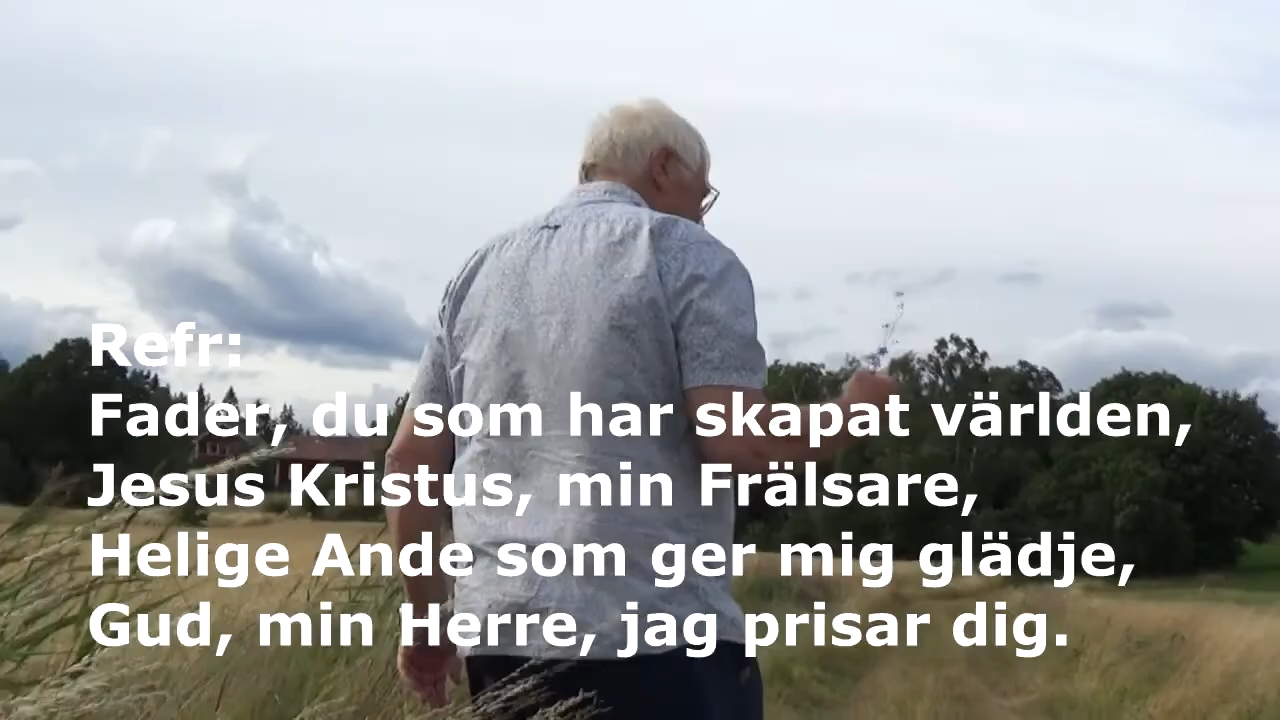 Refr:
Fader, du som har skapat världen,
Jesus Kristus, min Frälsare,
Helige Ande som ger mig glädje,
Gud, min Herre, jag prisar dig.